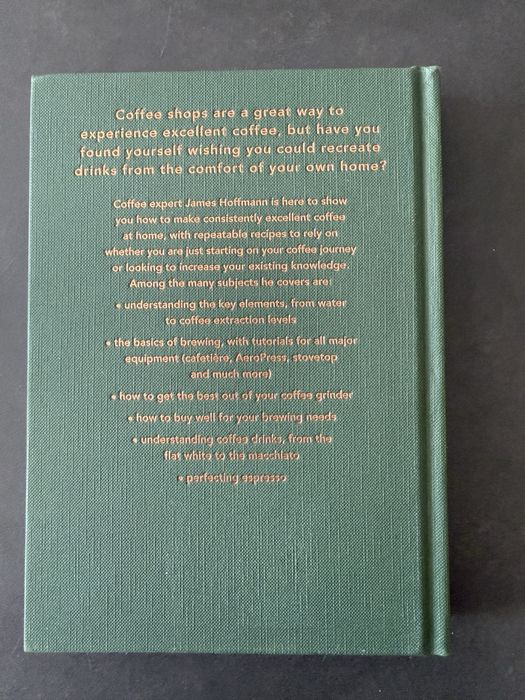 Coffee shops are a great way to
experience excellent coffee, but have you
found yourself wishing you could recreate
drinks from the comfort of your own home?
Coffee expert James Hoffmann is here to show
you how to make consistently excellent coffee
at home, with repeatable recipes to rely on
whether you are just starting on your coffee journey
or looking to increase your existing knowledge.
Among the many subjects he covers are:
• understanding the key elements, from water
to coffee extraction levels
• the basics of brewing, with tutorials for all major
equipment (cafetière, AeroPress, stovetop
and much more)
• how to get the best out of your coffee grinder
• how to buy well for your brewing needs
• understanding coffee drinks, from the
flat white to the macchiato
• perfecting espresso